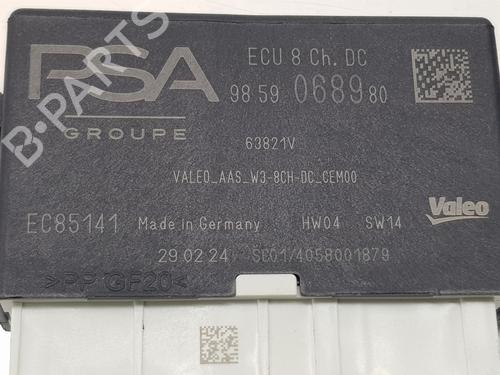 PSA
GROUPE
ECU 8 Ch. DC
98 59 0689 80
63821V
VALEO_AAS_W3-8CH-DC_CEM00
EC85141 Made in Germany HW04 SW14
Valeo
29.02.24 SC01/4058001879
>PP GF20<
B-PARTS